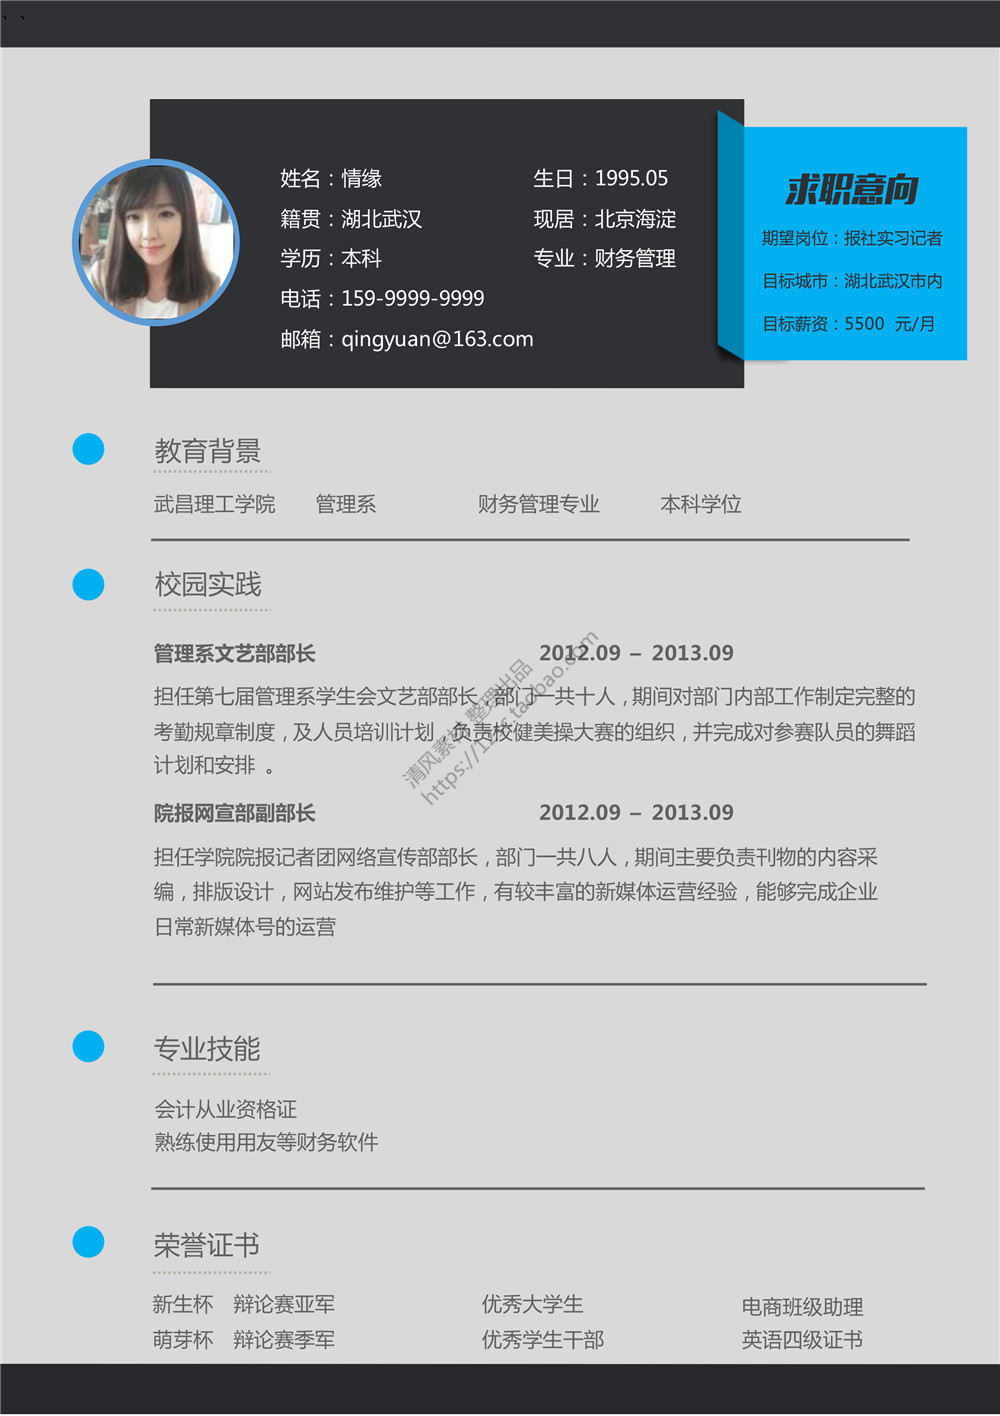 、 、
姓名：情缘
生日：1995.05
籍贯：湖北武汉
现居：北京海淀
学历：本科
专业：财务管理
电话：159-9999-9999
邮箱：qingyuan@163.com
求职意向
期望岗位：报社实习记者
目标城市：湖北武汉市内
目标薪资：5500 元/月
教育背景
武昌理工学院 管理系 财务管理专业 本科学位
校园实践
管理系文艺部部长 2012.09 – 2013.09
担任第七届管理系学生会文艺部部长，部门一共十人，期间对部门内部工作制定完整的
考勤规章制度，及人员培训计划，负责校健美操大赛的组织，并完成对参赛队员的舞蹈
计划和安排 。
院报网宣部副部长 2012.09 – 2013.09
担任学院院报记者团网络宣传部部长，部门一共八人，期间主要负责刊物的内容采
编，排版设计，网站发布维护等工作，有较丰富的新媒体运营经验，能够完成企业
日常新媒体号的运营
清风素材 整理出品
专业技能
会计从业资格证
熟练使用用友等财务软件
荣誉证书
新生杯 辩论赛亚军 优秀大学生 电商班级助理
萌芽杯 辩论赛季军 优秀学生干部 英语四级证书